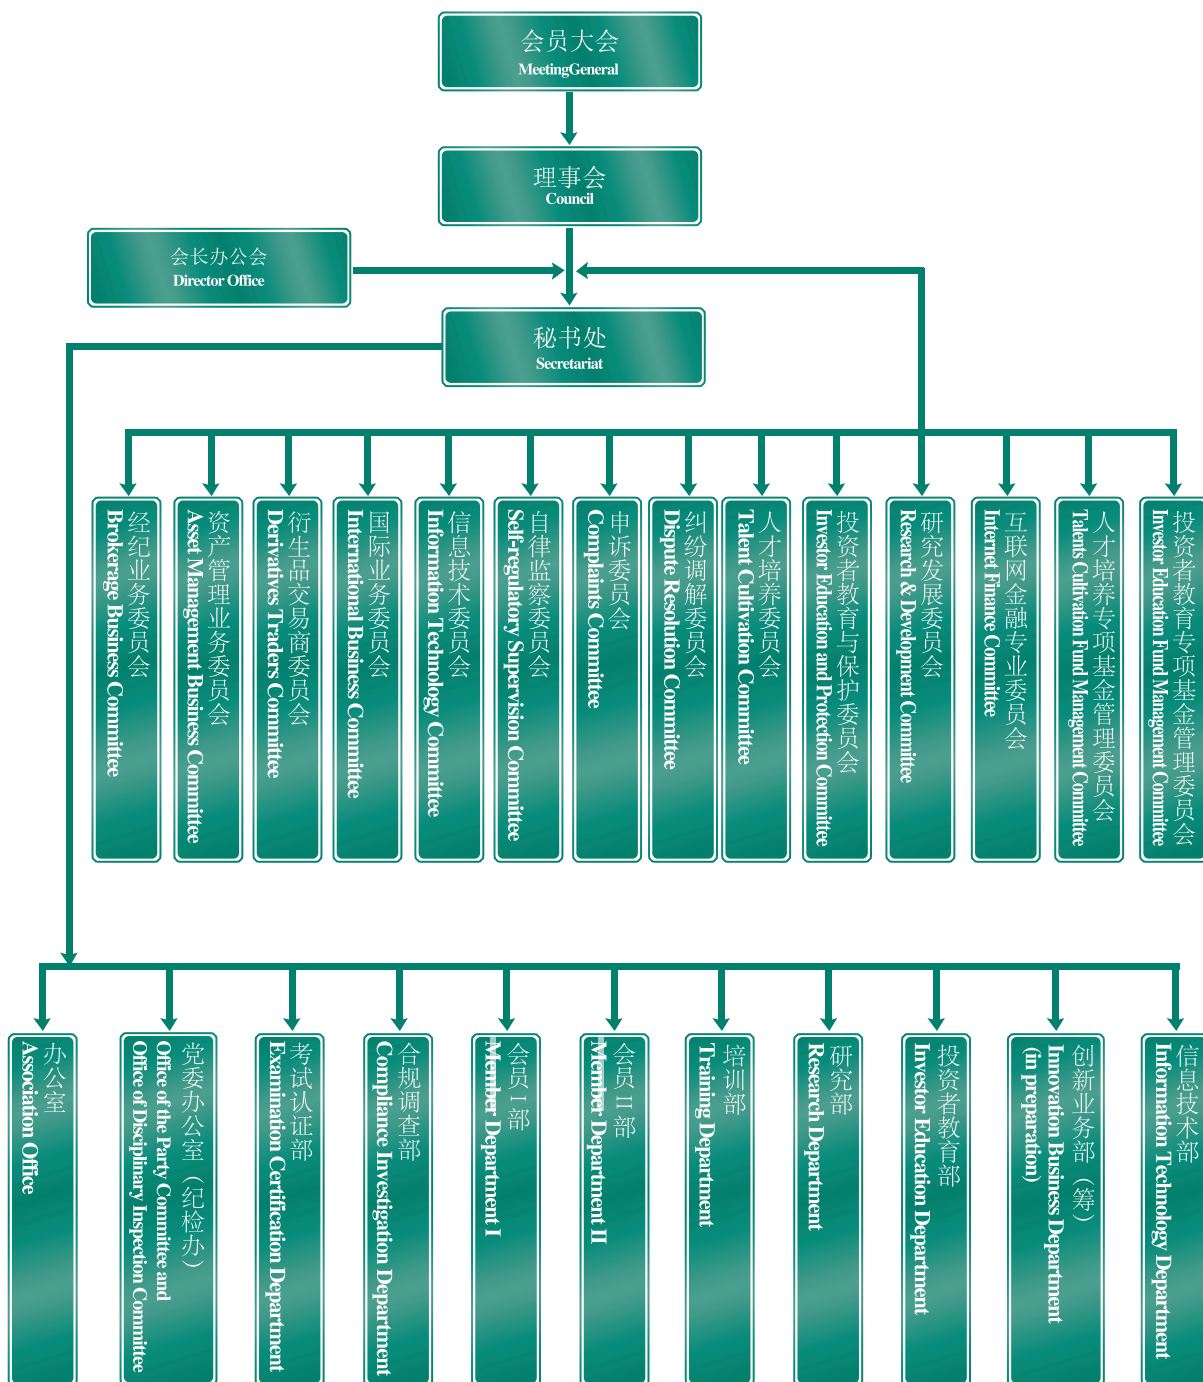 会员大会
MeetingGeneral
理事会
Council
会长办公会
Director Office
秘书处
Secretariat
经纪业务委员会
Brokerage Business Committee
资产管理业务委员会
Asset Management Business Committee
衍生品交易商委员会
Derivatives Traders Committee
国际业务委员会
International Business Committee
信息技术委员会
Information Technology Committee
自律监察委员会
Self-regulatory Supervision Committee
申诉委员会
Complaints Committee
纠纷调解委员会
Dispute Resolution Committee
人才培养委员会
Talent Cultivation Committee
投资者教育与保护委员会
Investor Education and Protection Committee
研究发展委员会
Research & Development Committee
互联网金融专业委员会
Internet Finance Committee
人才培养专项基金管理委员会
Talents Cultivation Fund Management Committee
投资者教育专项基金管理委员会
Investor Education Fund Management Committee
办公室
Association Office
党委办公室（纪检办）
Office of the Party Committee and
Office of Disciplinary Inspection Committee
考试认证部
Examination Certification Department
合规调查部
Compliance Investigation Department
会员I部
Member Department I
会员II部
Member Department II
培训部
Training Department
研究部
Research Department
投资者教育部
Investor Education Department
创新业务部（筹）
Innovation Business Department
(in preparation)
信息技术部
Information Technology Department